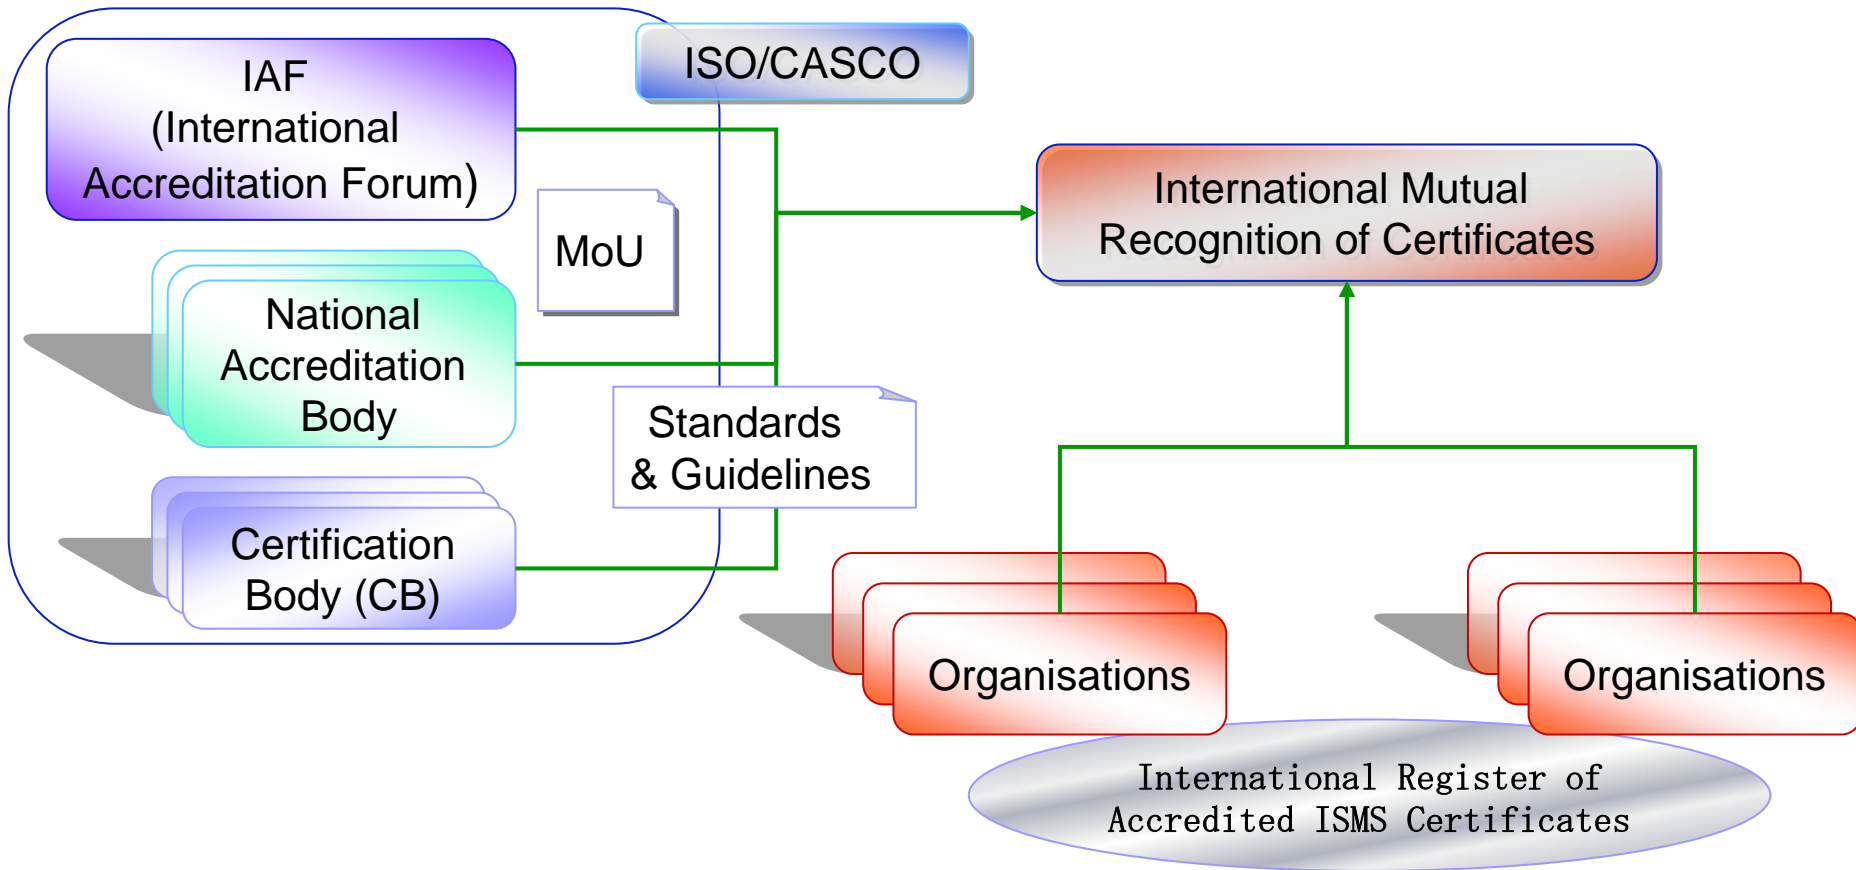 IAF
(International
Accreditation Forum)
ISO/CASCO
MoU
International Mutual
Recognition of Certificates
National
Accreditation
Body
Standards
& Guidelines
Certification
Body (CB)
Organisations
Organisations
International Register of
Accredited ISMS Certificates